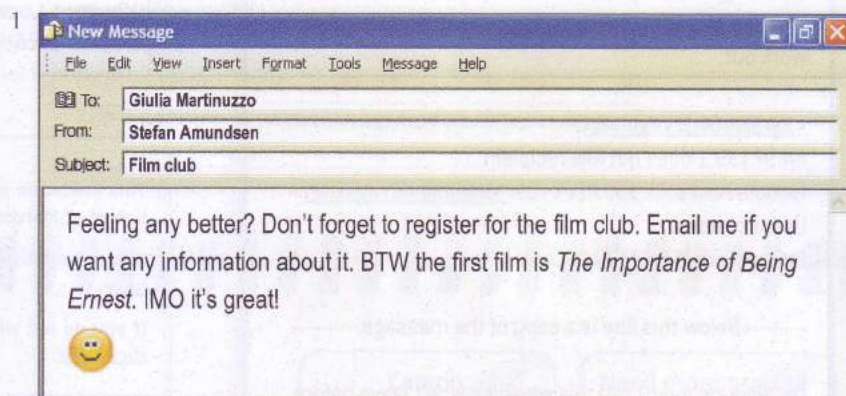 1
New Message
File Edit View Insert Format Tools Message Help
To: Giulia Martinuzzo
From: Stefan Amundsen
Subject: Film club
Feeling any better? Don't forget to register for the film club. Email me if you
want any information about it. BTW the first film is The Importance of Being
Ernest. IMO it's great!